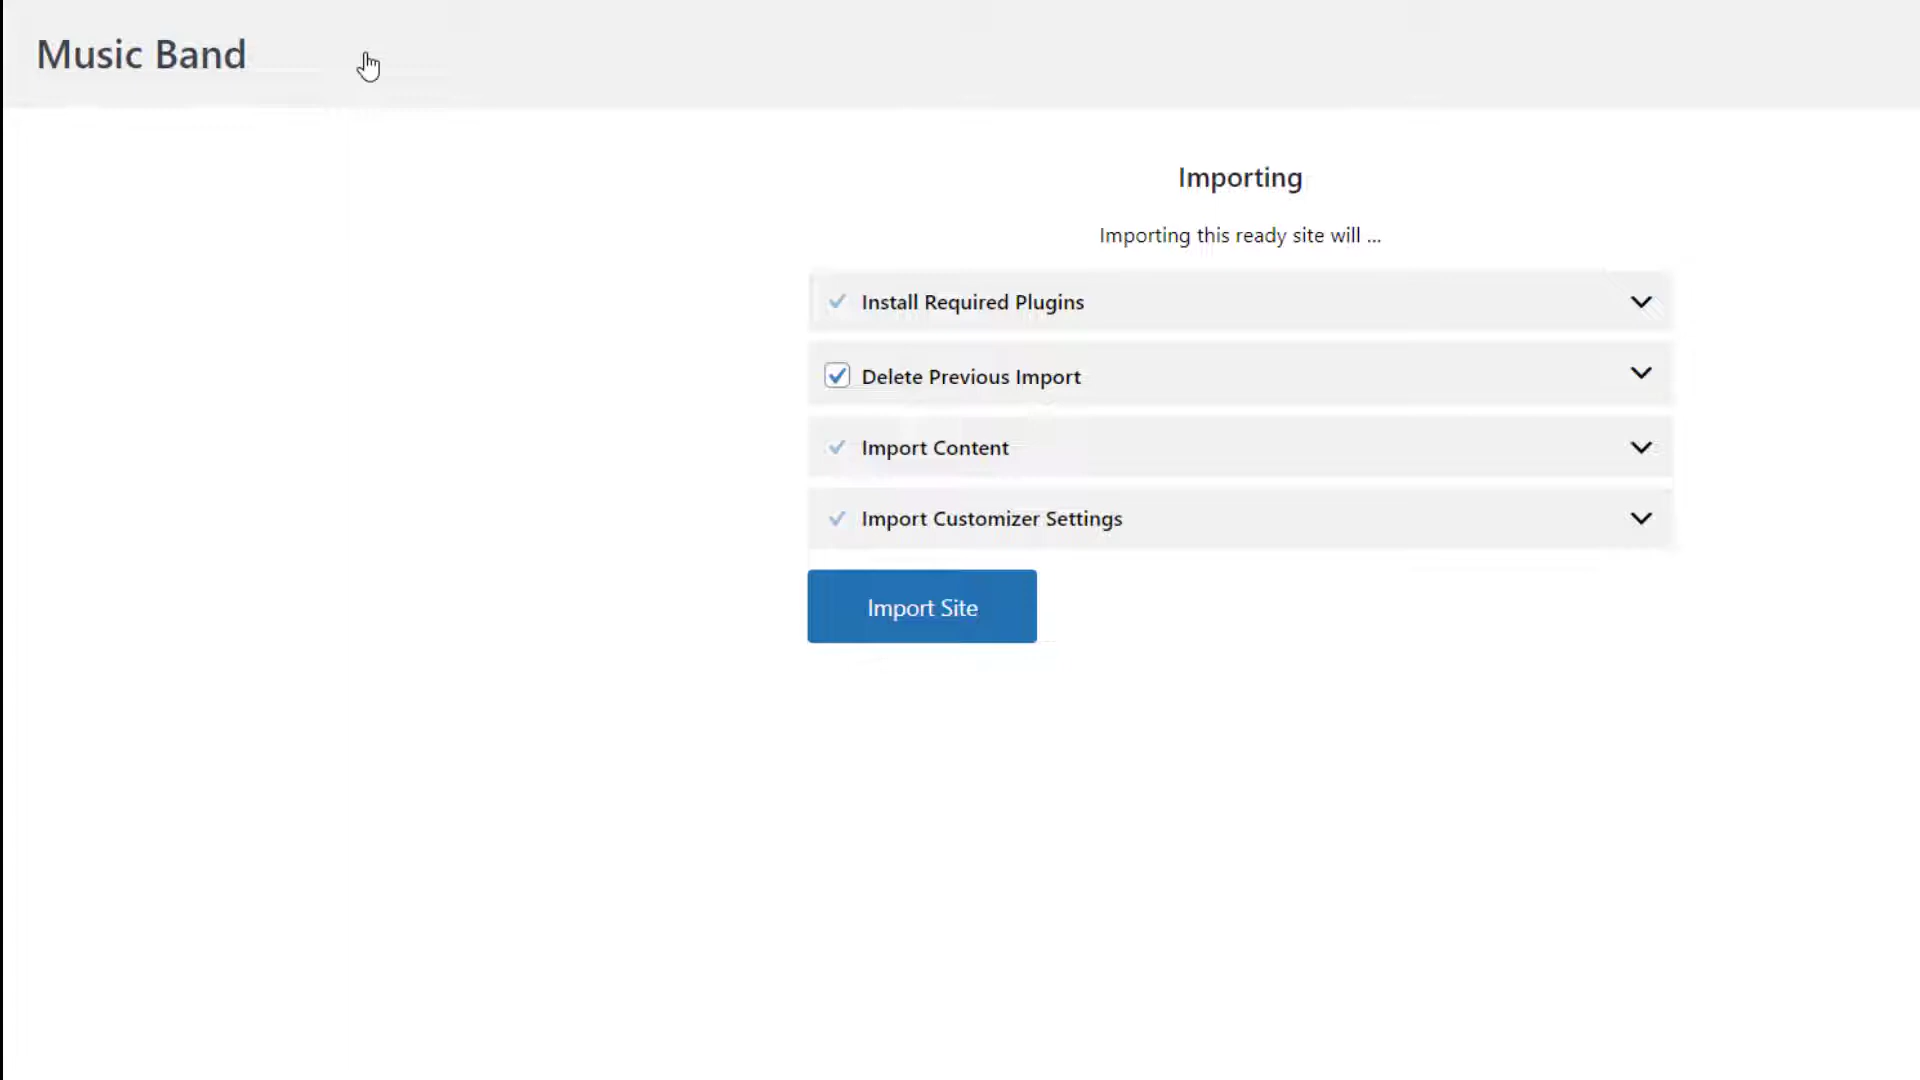 Music Band
Importing
Importing this ready site will ...
Install Required Plugins
Delete Previous Import
Import Content
Import Customizer Settings
Import Site